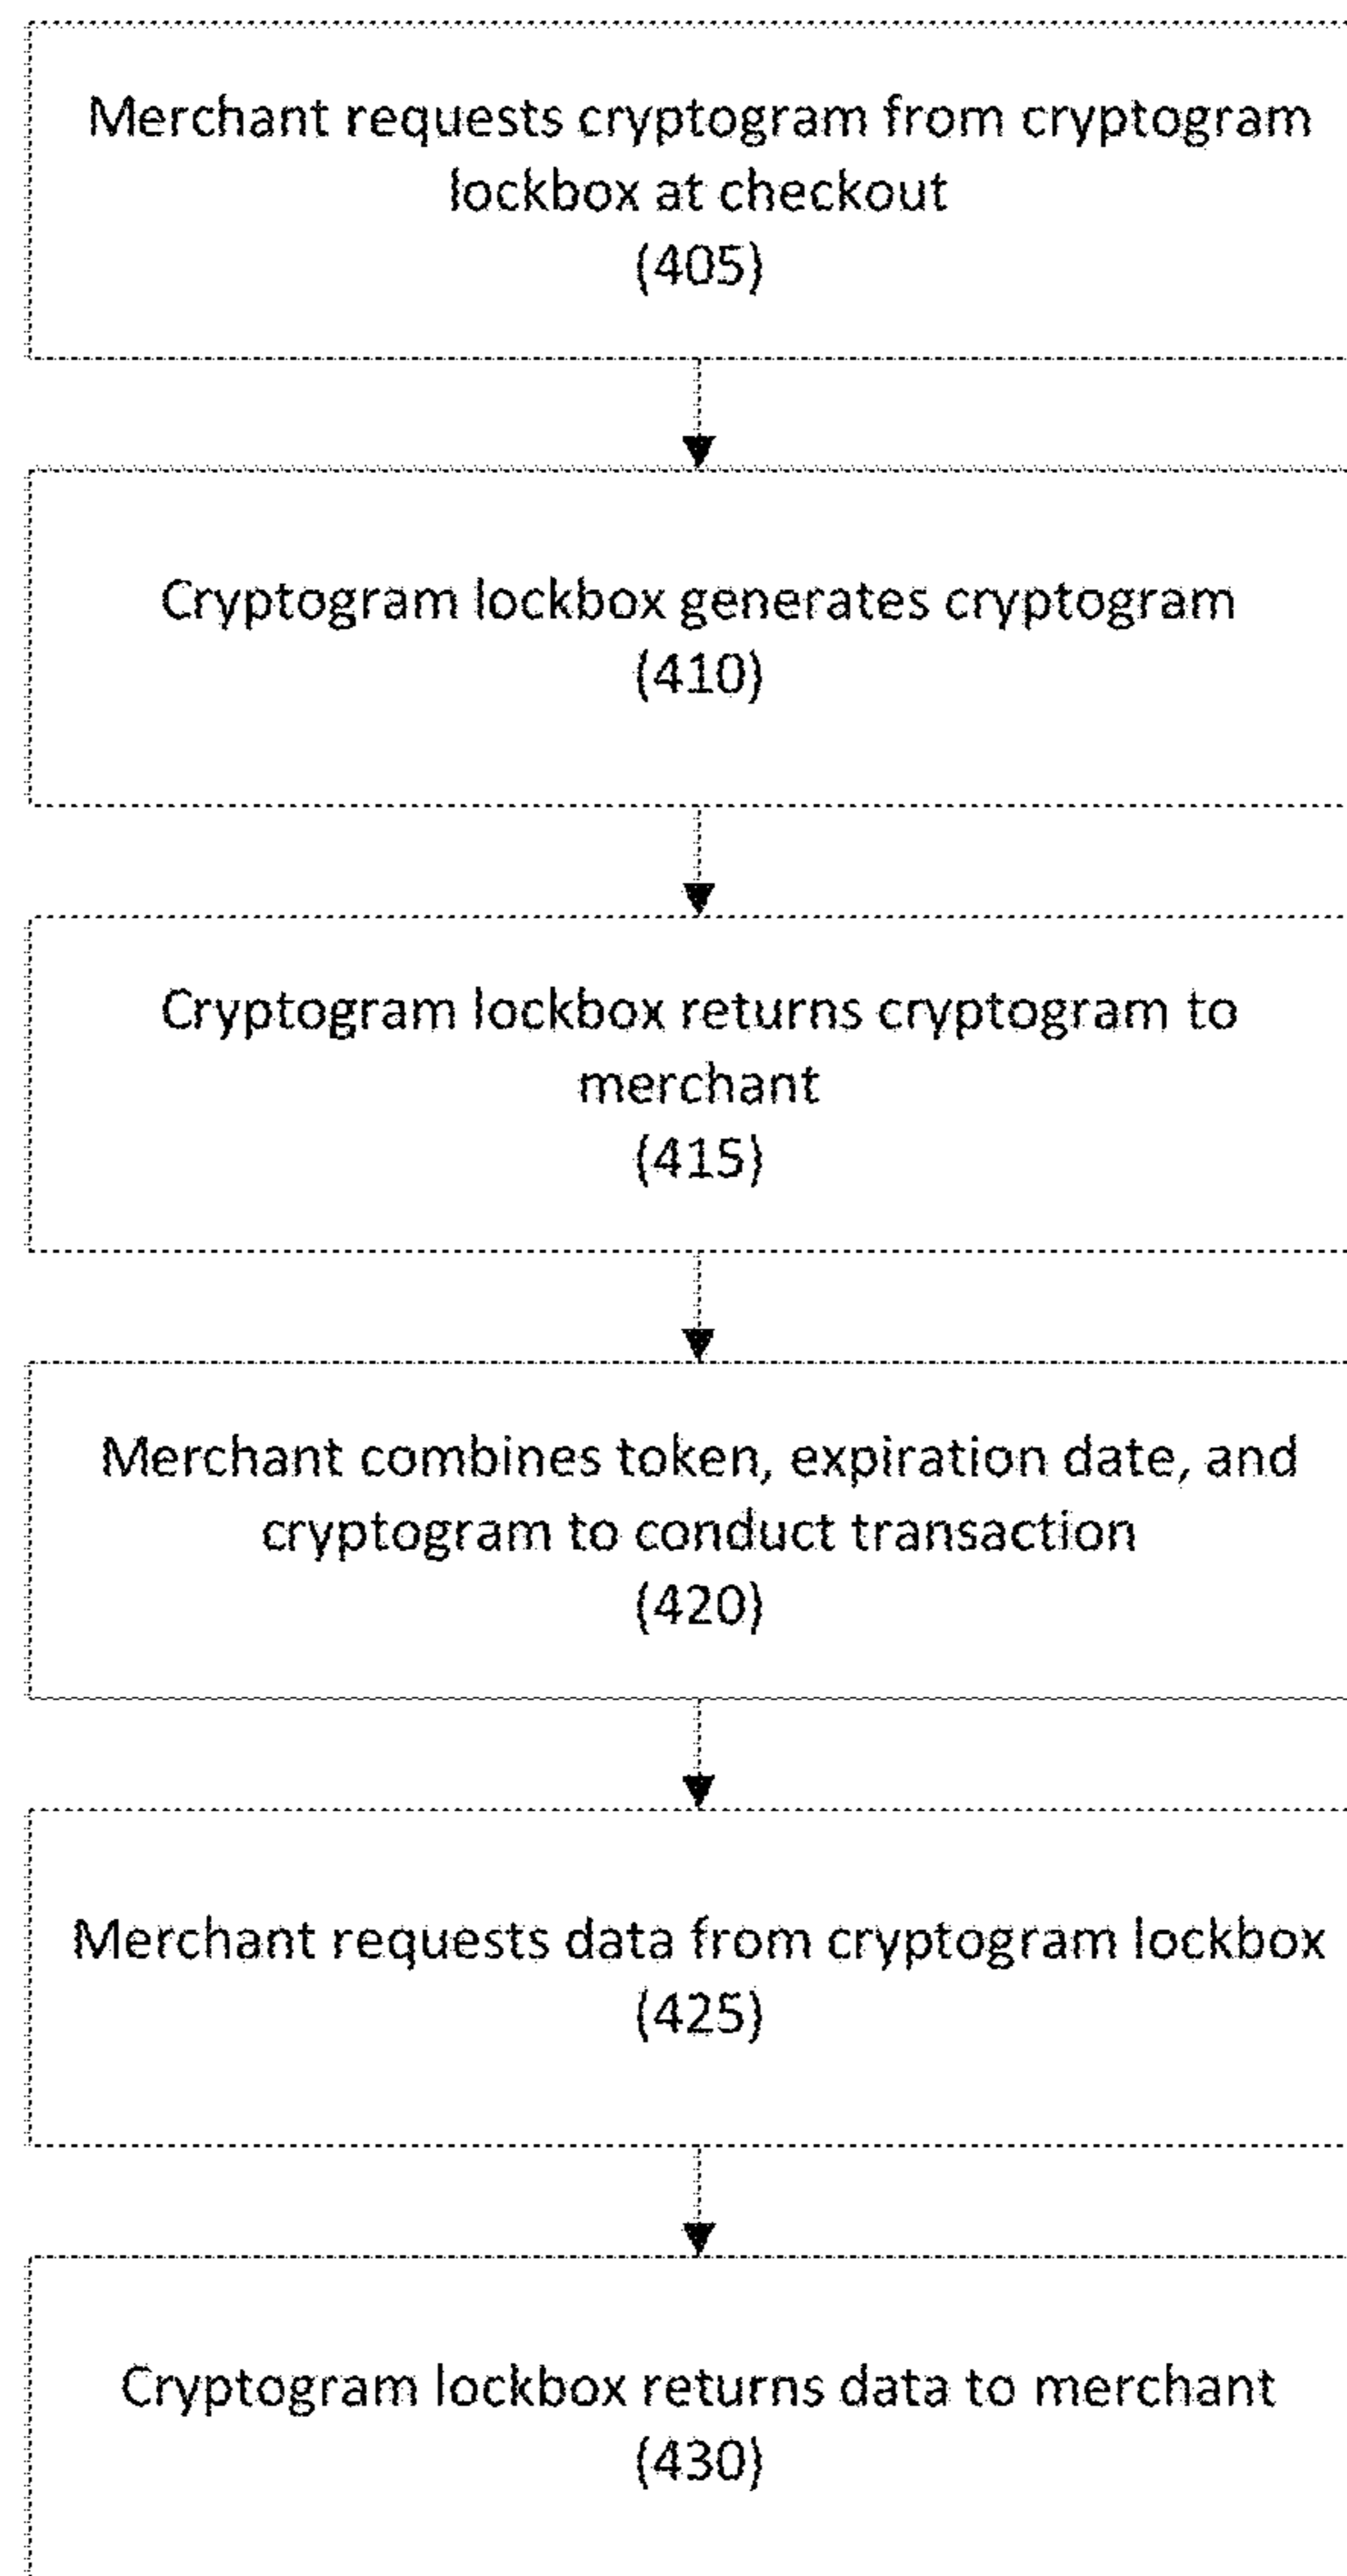 Merchant requests cryptogram from cryptogram
lockbox at checkout
(405)
Cryptogram lockbox generates cryptogram
(410)
Cryptogram lockbox returns cryptogram to
merchant
(415)
Merchant combines token, expiration date, and
cryptogram to conduct transaction
(420)
Merchant requests data from cryptogram lockbox
(425)
Cryptogram lockbox returns data to merchant
(430)